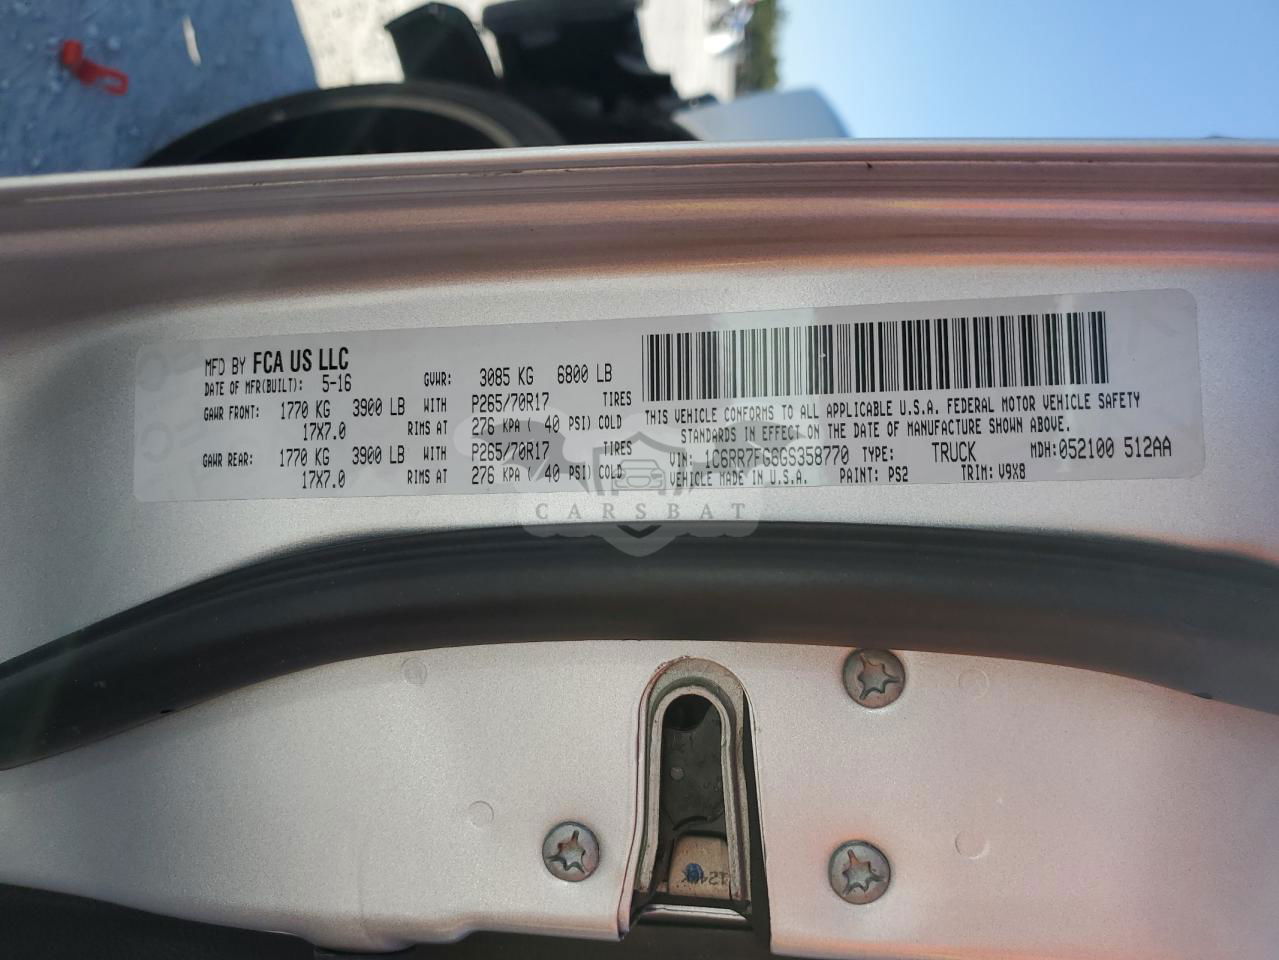 MFD BY FCA US LLC
DATE OF MFR(BUILT): 5-16 GVWR: 3085 KG 6800 LB
GAWR FRONT: 1770 KG 3900 LB WITH P265/70R17 TIRES
17X7.0 RIMS AT 276 KPA ( 40 PSI) COLD
GAWR REAR: 1770 KG 3900 LB WITH P265/70R17 TIRES
17X7.0 RIMS AT 276 KPA ( 40 PSI) COLD
THIS VEHICLE CONFORMS TO ALL APPLICABLE U.S.A. FEDERAL MOTOR VEHICLE SAFETY
STANDARDS IN EFFECT ON THE DATE OF MANUFACTURE SHOWN ABOVE.
VIN: 1C6RR7FG6GS358770 TYPE: TRUCK MDH:052100 512AA
VEHICLE MADE IN U.S.A. PAINT: PS2 TRIM: V9X8
CARSBAT